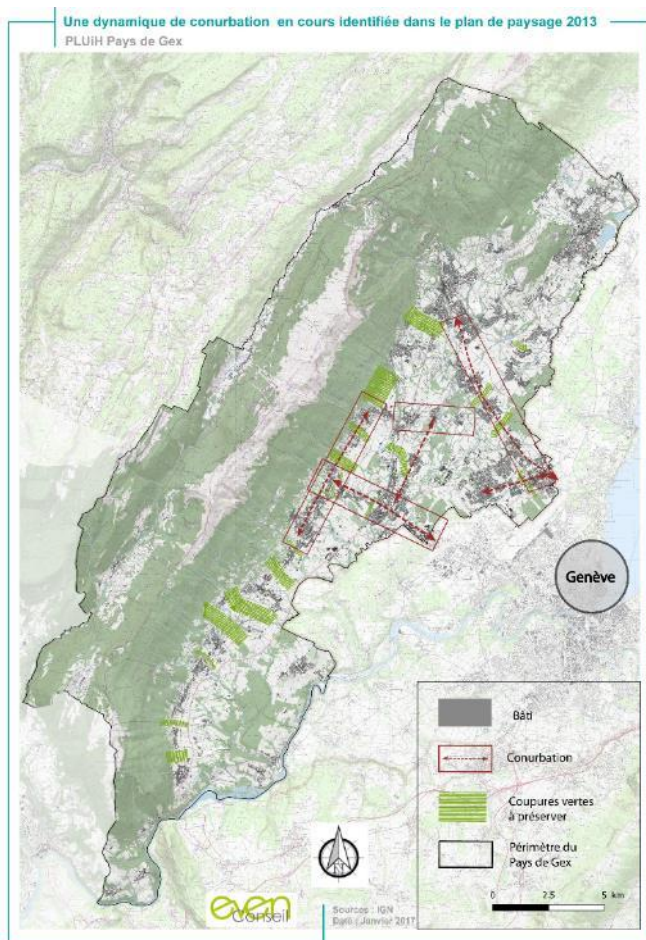 Une dynamique de conurbation en cours identifiée dans le plan de paysage 2013
PLUiH Pays de Gex
Genève
Bâti
Conurbation
Coupures vertes
à préserver
Périmètre du
Pays de Gex
0 2.5 5 km
N
even
Conseil
Sources : IGN
Date : Janvier 2017